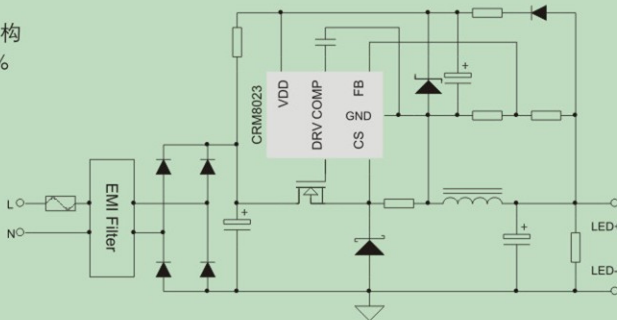 构
%
CRM8023
VDD
DRV
COMP
FB
GND
CS
L
N
EMI Filter
+
+
+
LED+
LED-